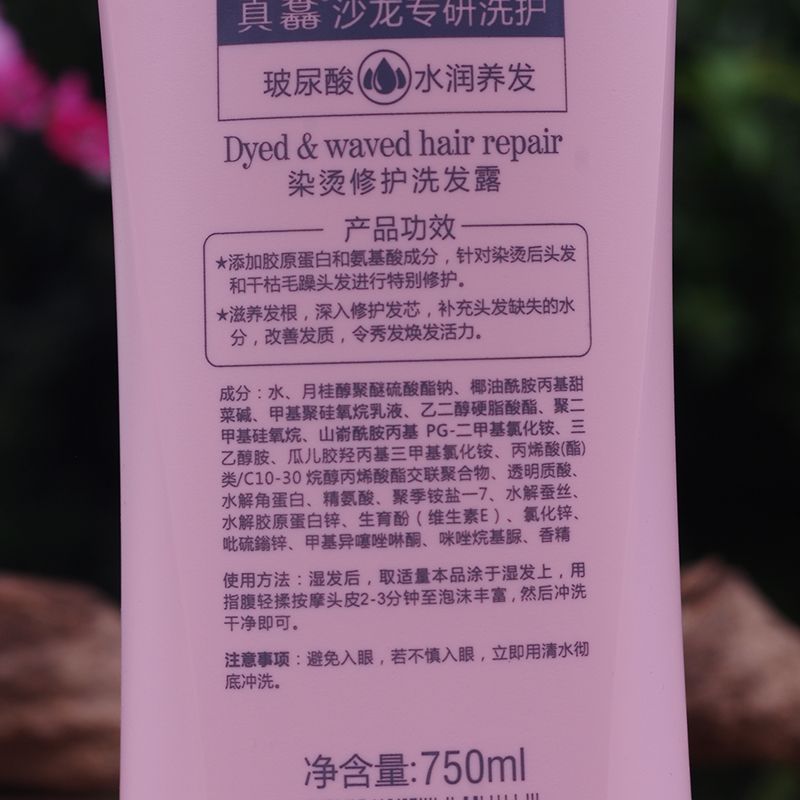 真馫 沙龙专研洗护
玻尿酸 水润养发
Dyed & waved hair repair
染烫修护洗发露
产品功效
★添加胶原蛋白和氨基酸成分，针对染烫后头发
和干枯毛躁头发进行特别修护。
★滋养发根，深入修护发芯，补充头发缺失的水
分，改善发质，令秀发焕发活力。
成分：水、月桂醇聚醚硫酸酯钠、椰油酰胺丙基甜
菜碱、甲基聚硅氧烷乳液、乙二醇硬脂酸酯、聚二
甲基硅氧烷、山嵛酰胺丙基 PG-二甲基氯化铵、三
乙醇胺、瓜儿胶羟丙基三甲基氯化铵、丙烯酸(酯)
类/C10-30 烷醇丙烯酸酯交联聚合物、透明质酸、
水解角蛋白、精氨酸、聚季铵盐—7、水解蚕丝、
水解胶原蛋白锌、生育酚（维生素E）、氯化锌、
吡硫鎓锌、甲基异噻唑啉酮、咪唑烷基脲、香精
使用方法：湿发后，取适量本品涂于湿发上，用
指腹轻揉按摩头皮2-3分钟至泡沫丰富，然后冲洗
干净即可。
注意事项：避免入眼，若不慎入眼，立即用清水彻
底冲洗。
净含量:750ml